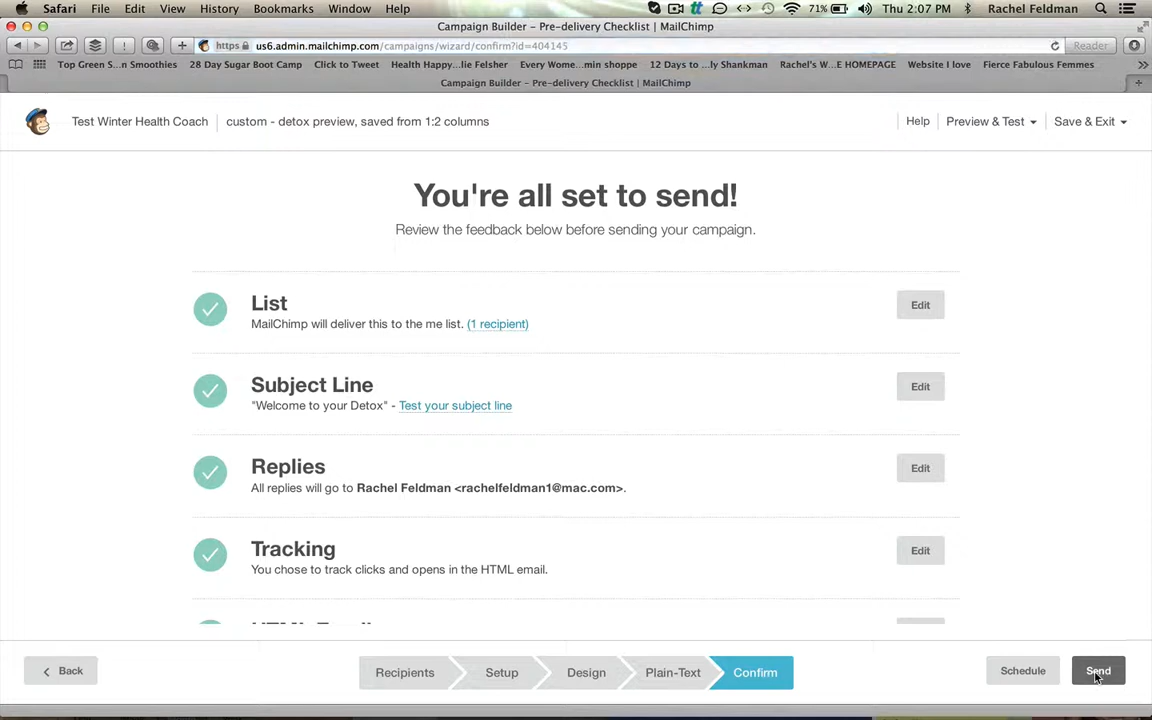 Safari File Edit View History Bookmarks Window Help 71% Thu 2:07 PM Rachel Feldman
Campaign Builder – Pre-delivery Checklist | MailChimp
https us6.admin.mailchimp.com/campaigns/wizard/confirm?id=404145 Reader
Top Green S...n Smoothies 28 Day Sugar Boot Camp Click to Tweet Health Happy...lie Felsher Every Wome...min shoppe 12 Days to ...ly Shankman Rachel's W...E HOMEPAGE Website I love Fierce Fabulous Femmes
Campaign Builder – Pre-delivery Checklist | MailChimp
Test Winter Health Coach custom - detox preview, saved from 1:2 columns Help Preview & Test Save & Exit
You're all set to send!
Review the feedback below before sending your campaign.
List
Edit
MailChimp will deliver this to the me list. (1 recipient)
Subject Line
Edit
"Welcome to your Detox" - Test your subject line
Replies
Edit
All replies will go to Rachel Feldman <rachelfeldman1@mac.com>.
Tracking
Edit
You chose to track clicks and opens in the HTML email.
Back Recipients Setup Design Plain-Text Confirm Schedule Send